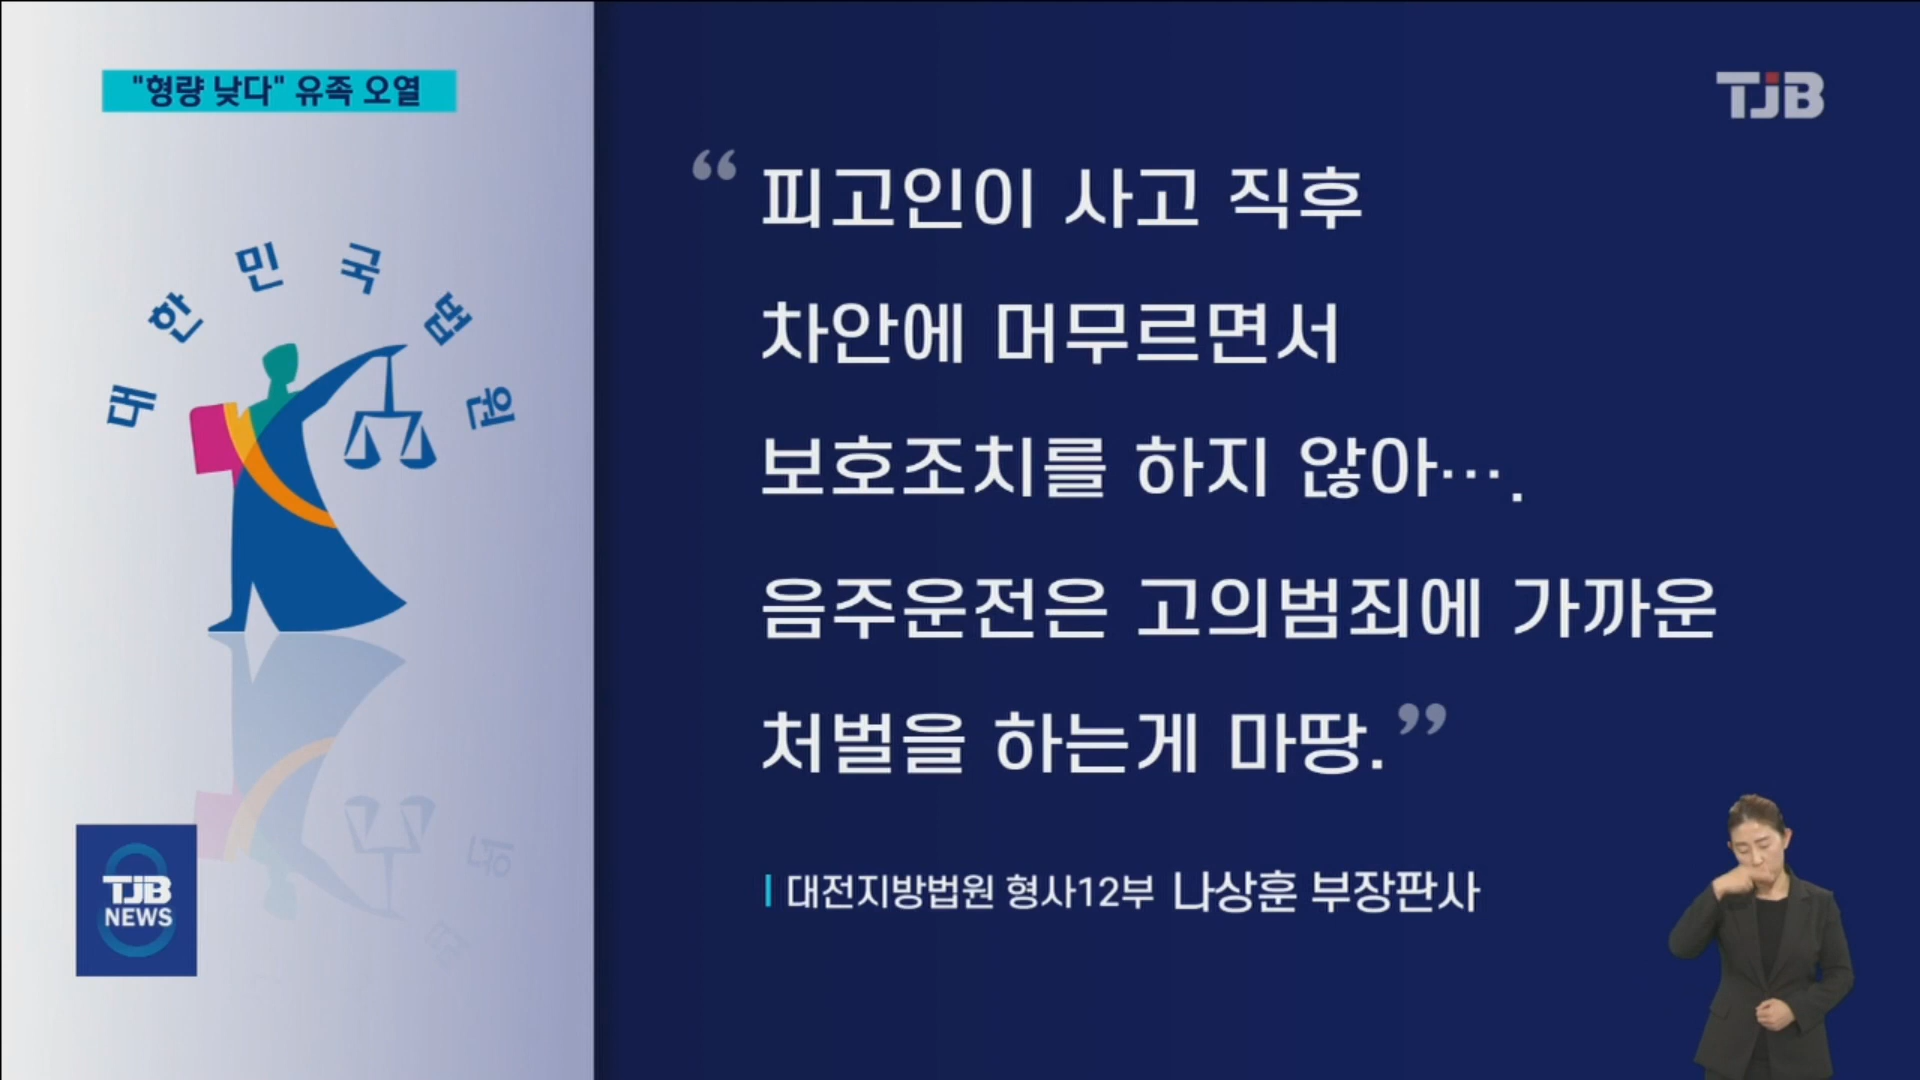 "형량 낮다" 유족 오열
TJB
대한민국법원
“피고인이 사고 직후
차안에 머무르면서
보호조치를 하지 않아….
음주운전은 고의범죄에 가까운
처벌을 하는게 마땅.”
대전지방법원 형사12부 나상훈 부장판사
TJB
NEWS